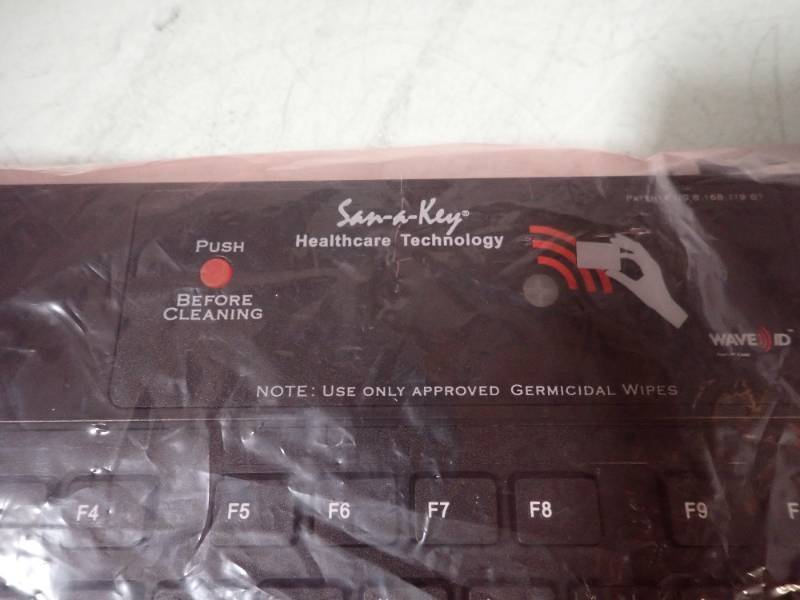 San-a-Key®
Healthcare Technology
PUSH
BEFORE
CLEANING
WAVE ID™
NOTE: USE ONLY APPROVED GERMICIDAL WIPES
F4
F5
F6
F7
F8
F9
F